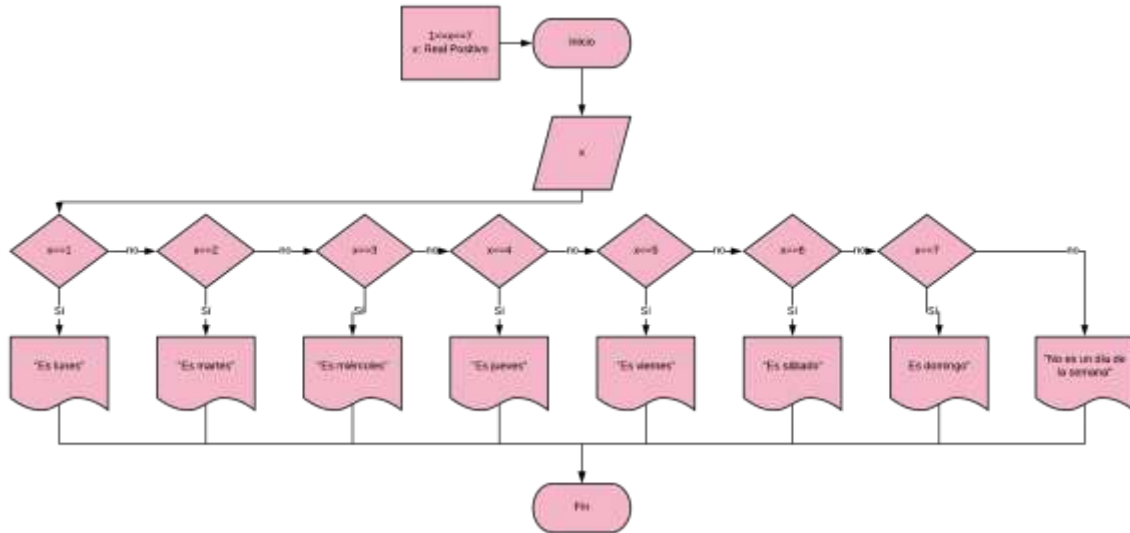 1>=x<=7
x: Real Positivo
Inicio
x
x==1
no
x==2
no
x==3
no
x==4
no
x==5
no
x==6
no
x==7
no
Si
Si
Si
Si
Si
Si
Si
"Es lunes"
"Es martes"
"Es miércoles"
"Es jueves"
"Es viernes"
"Es sábado"
Es domingo"
"No es un día de
la semana"
Fin